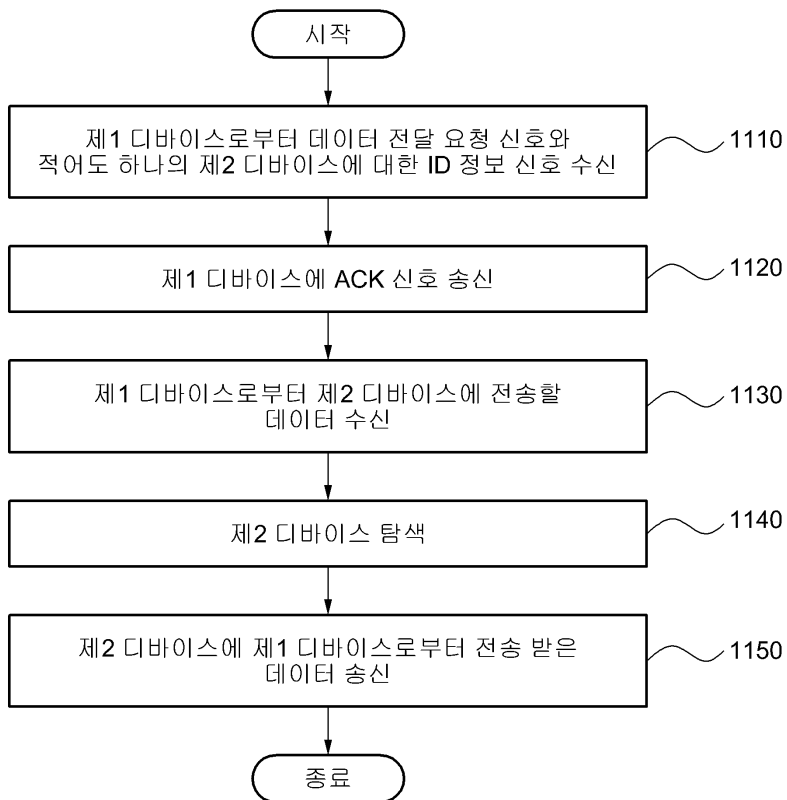 시작
제1 디바이스로부터 데이터 전달 요청 신호와
적어도 하나의 제2 디바이스에 대한 ID 정보 신호 수신
1110
제1 디바이스에 ACK 신호 송신
1120
제1 디바이스로부터 제2 디바이스에 전송할
데이터 수신
1130
제2 디바이스 탐색
1140
제2 디바이스에 제1 디바이스로부터 전송 받은
데이터 송신
1150
종료